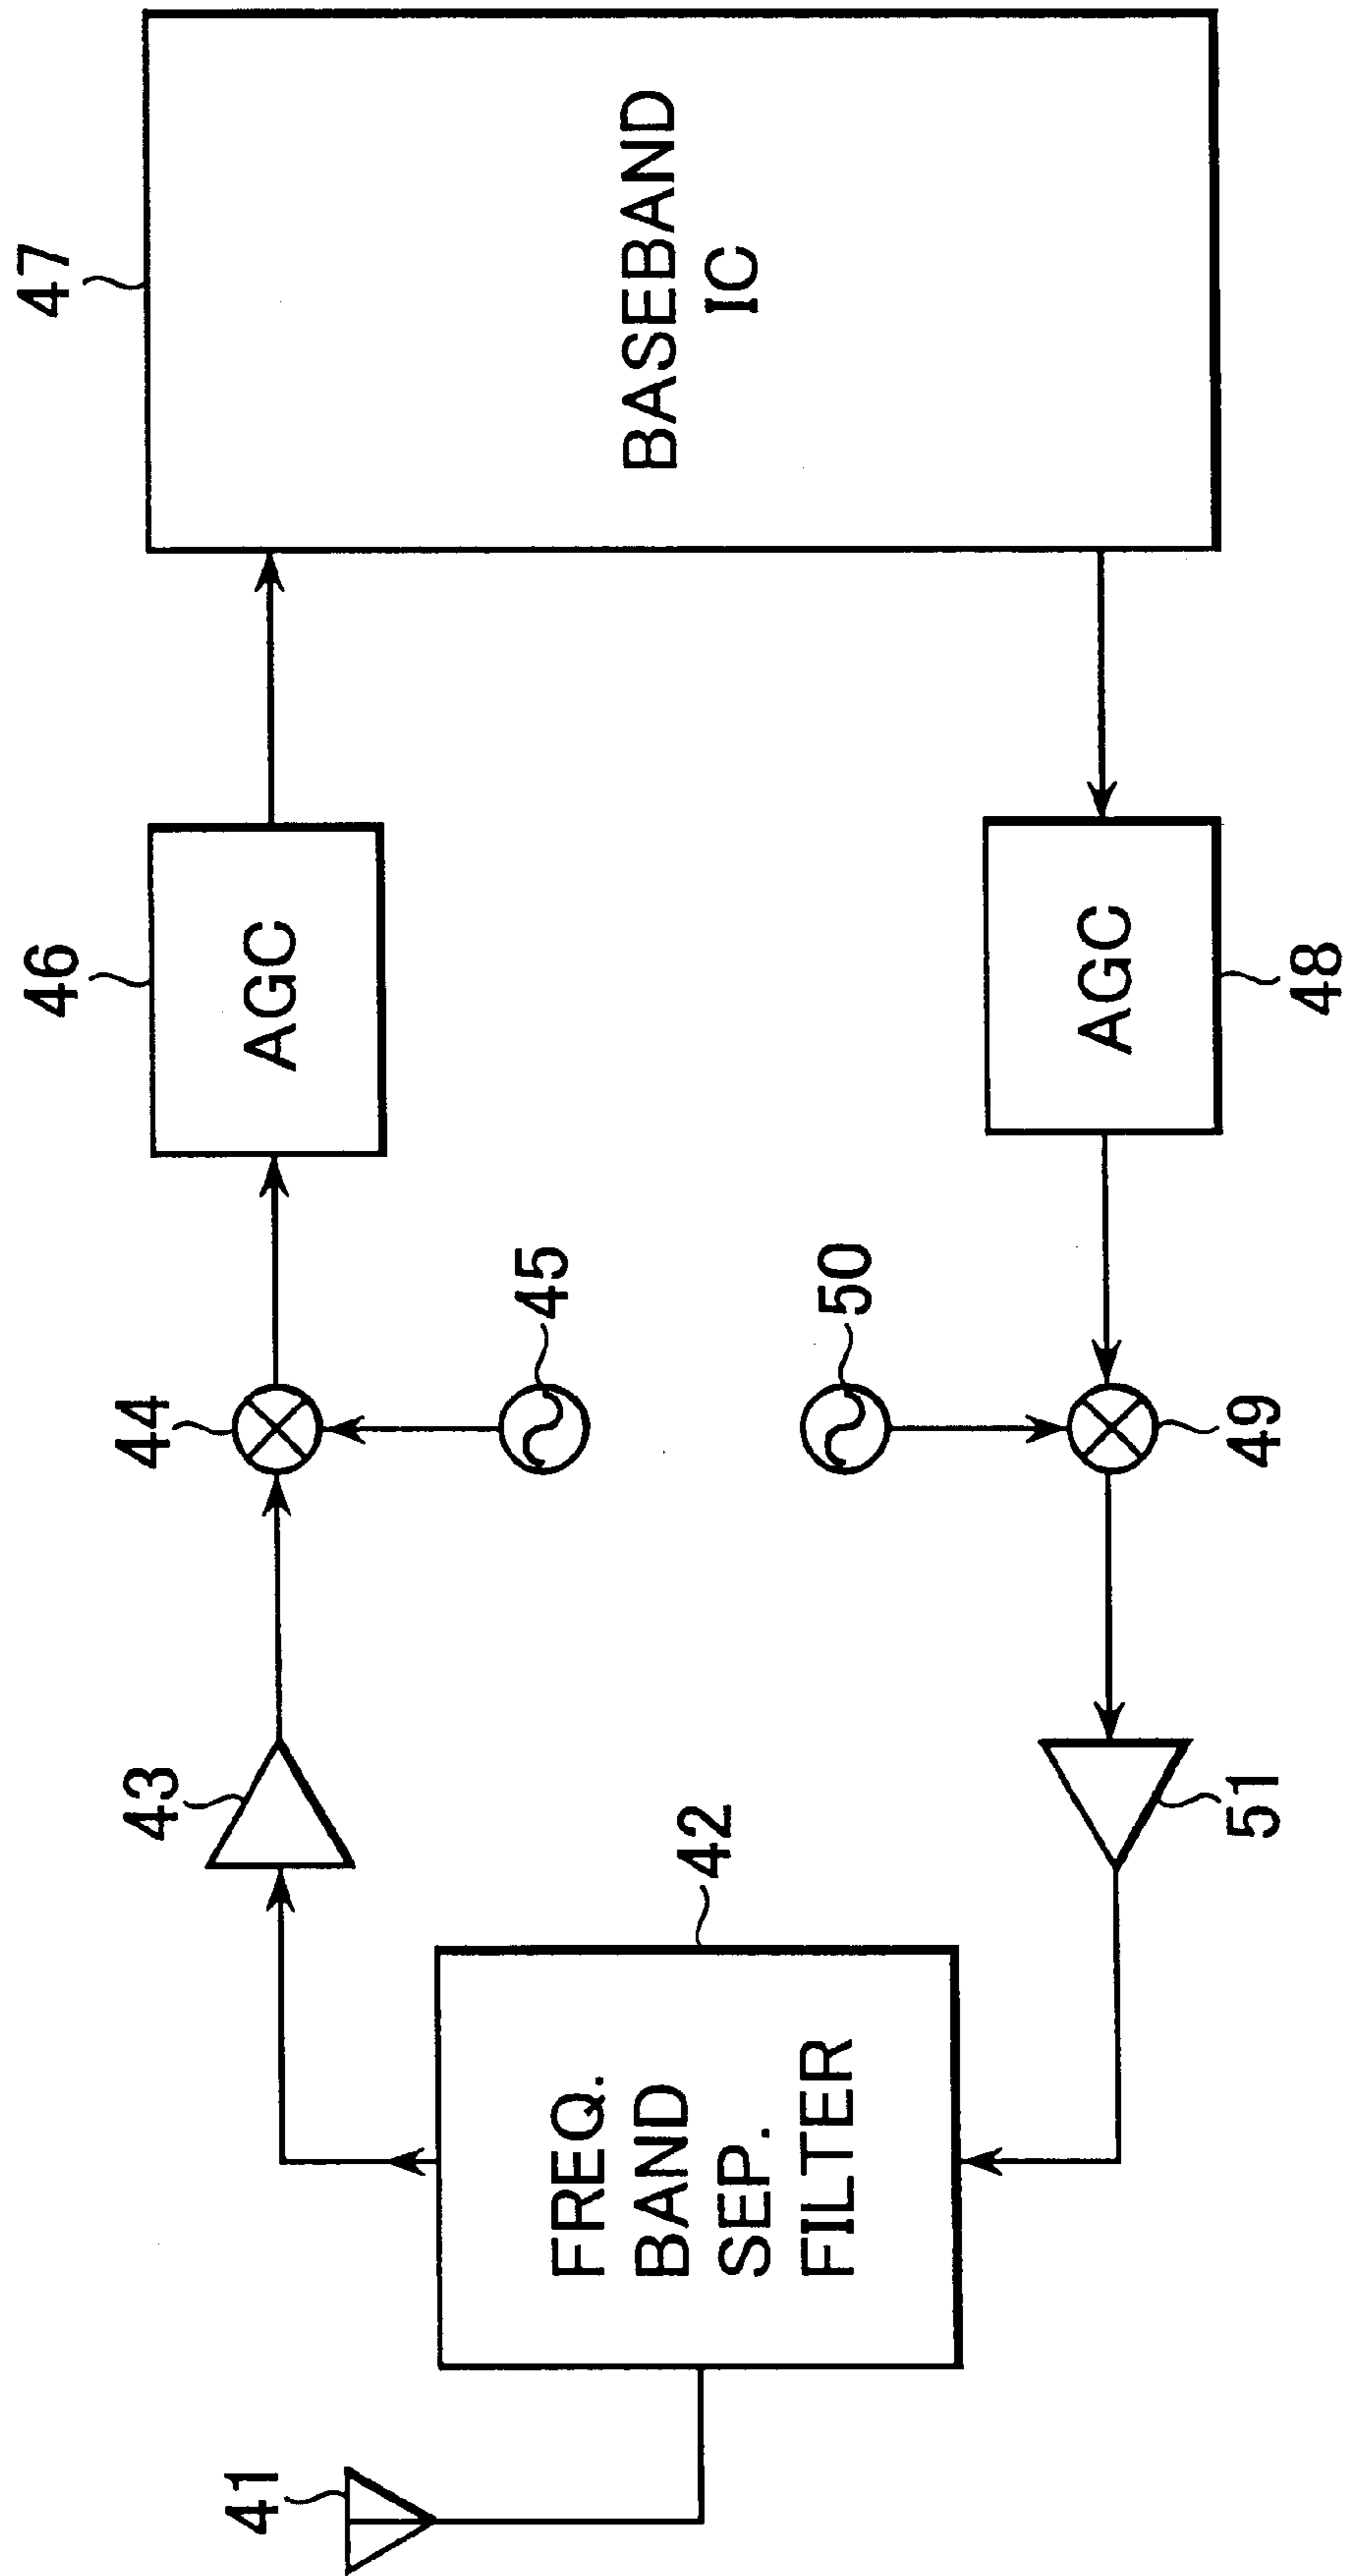 41
FREQ.
BAND
SEP.
FILTER
42
43
44
45
46
AGC
47
BASEBAND
IC
AGC
48
49
50
51